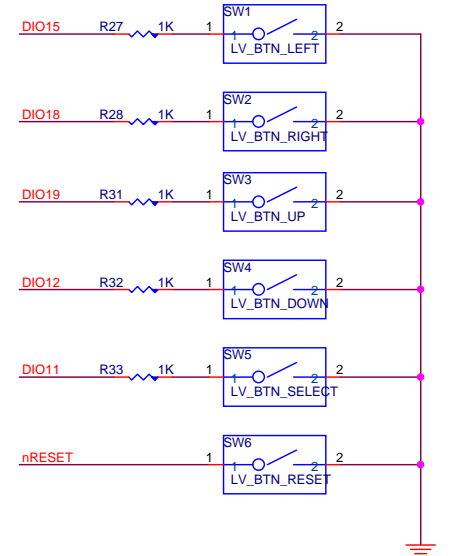 SW1
DIO15 R27 1K 1 2
1 2
LV_BTN_LEFT
SW2
DIO18 R28 1K 1 2
1 2
LV_BTN_RIGHT
SW3
DIO19 R31 1K 1 2
1 2
LV_BTN_UP
SW4
DIO12 R32 1K 1 2
1 2
LV_BTN_DOWN
SW5
DIO11 R33 1K 1 2
1 2
LV_BTN_SELECT
SW6
nRESET 1 2
1 2
LV_BTN_RESET